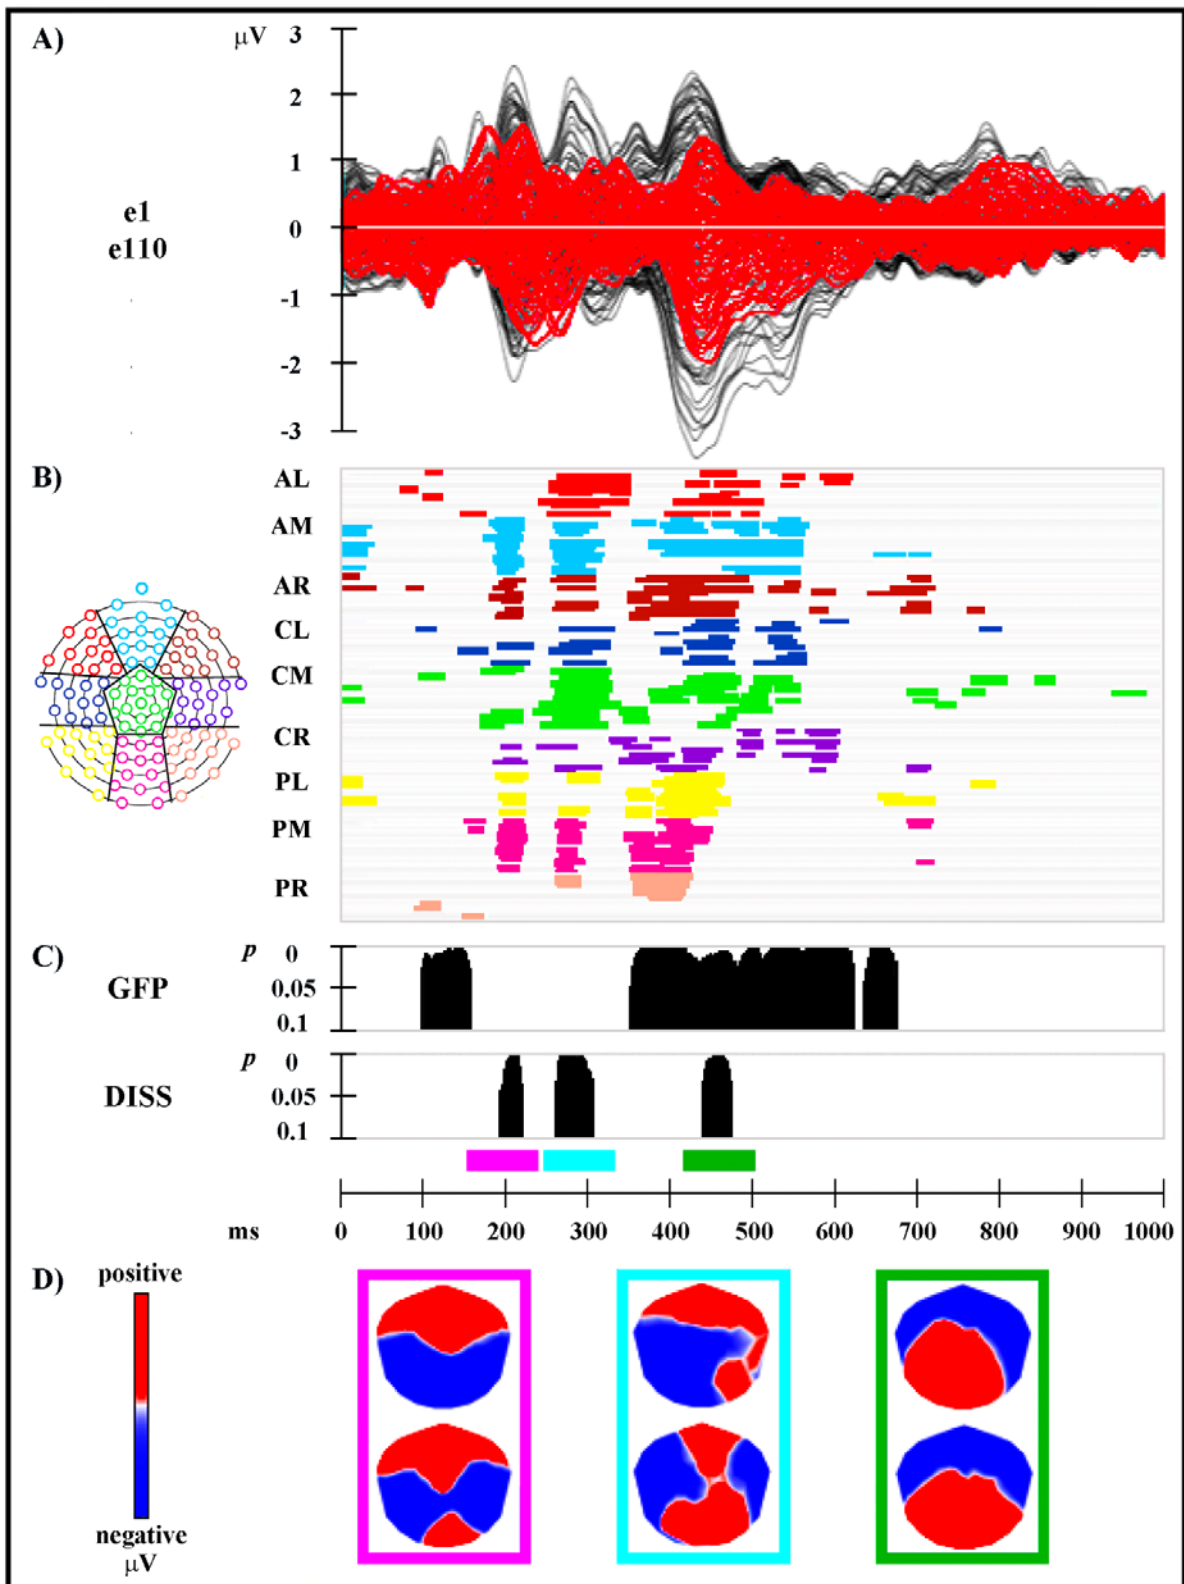 A)
μV
3
2
1
0
-1
-2
-3
e1
e110
B)
AL
AM
AR
CL
CM
CR
PL
PM
PR
C)
GFP
p 0
0.05
0.1
DISS
p 0
0.05
0.1
ms 0 100 200 300 400 500 600 700 800 900 1000
D)
positive
negative
μV